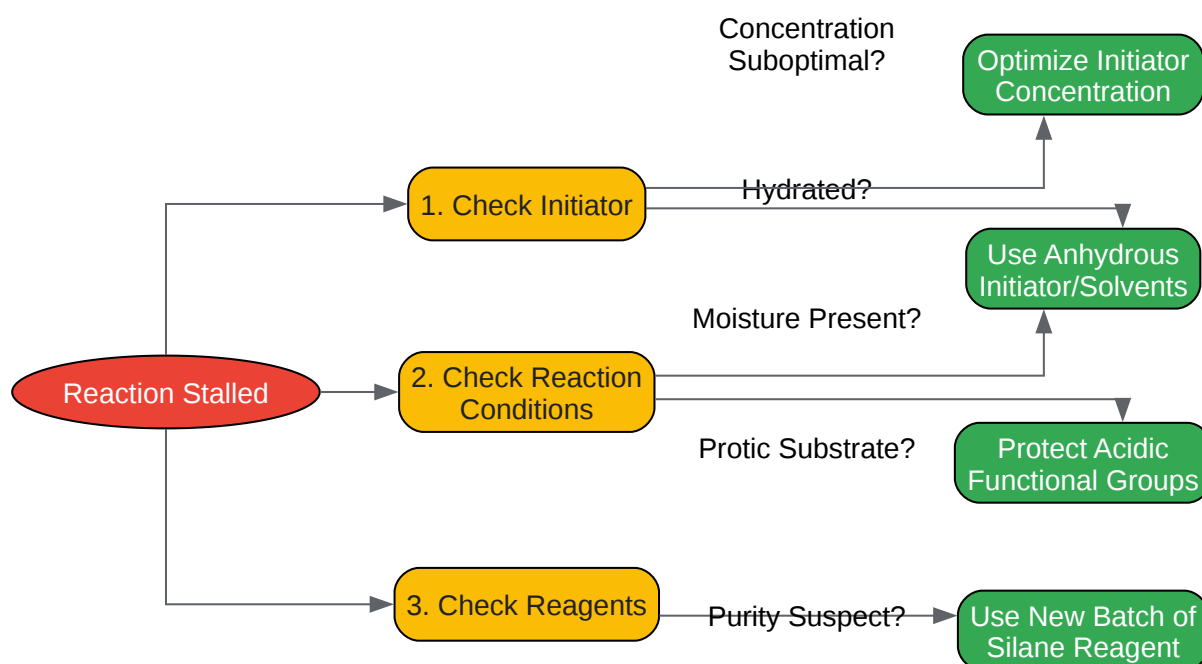 Concentration
Suboptimal?
Optimize Initiator
Concentration
1. Check Initiator
Hydrated?
Use Anhydrous
Initiator/Solvents
Moisture Present?
Reaction Stalled
2. Check Reaction
Conditions
Protic Substrate?
Protect Acidic
Functional Groups
3. Check Reagents
Purity Suspect?
Use New Batch of
Silane Reagent